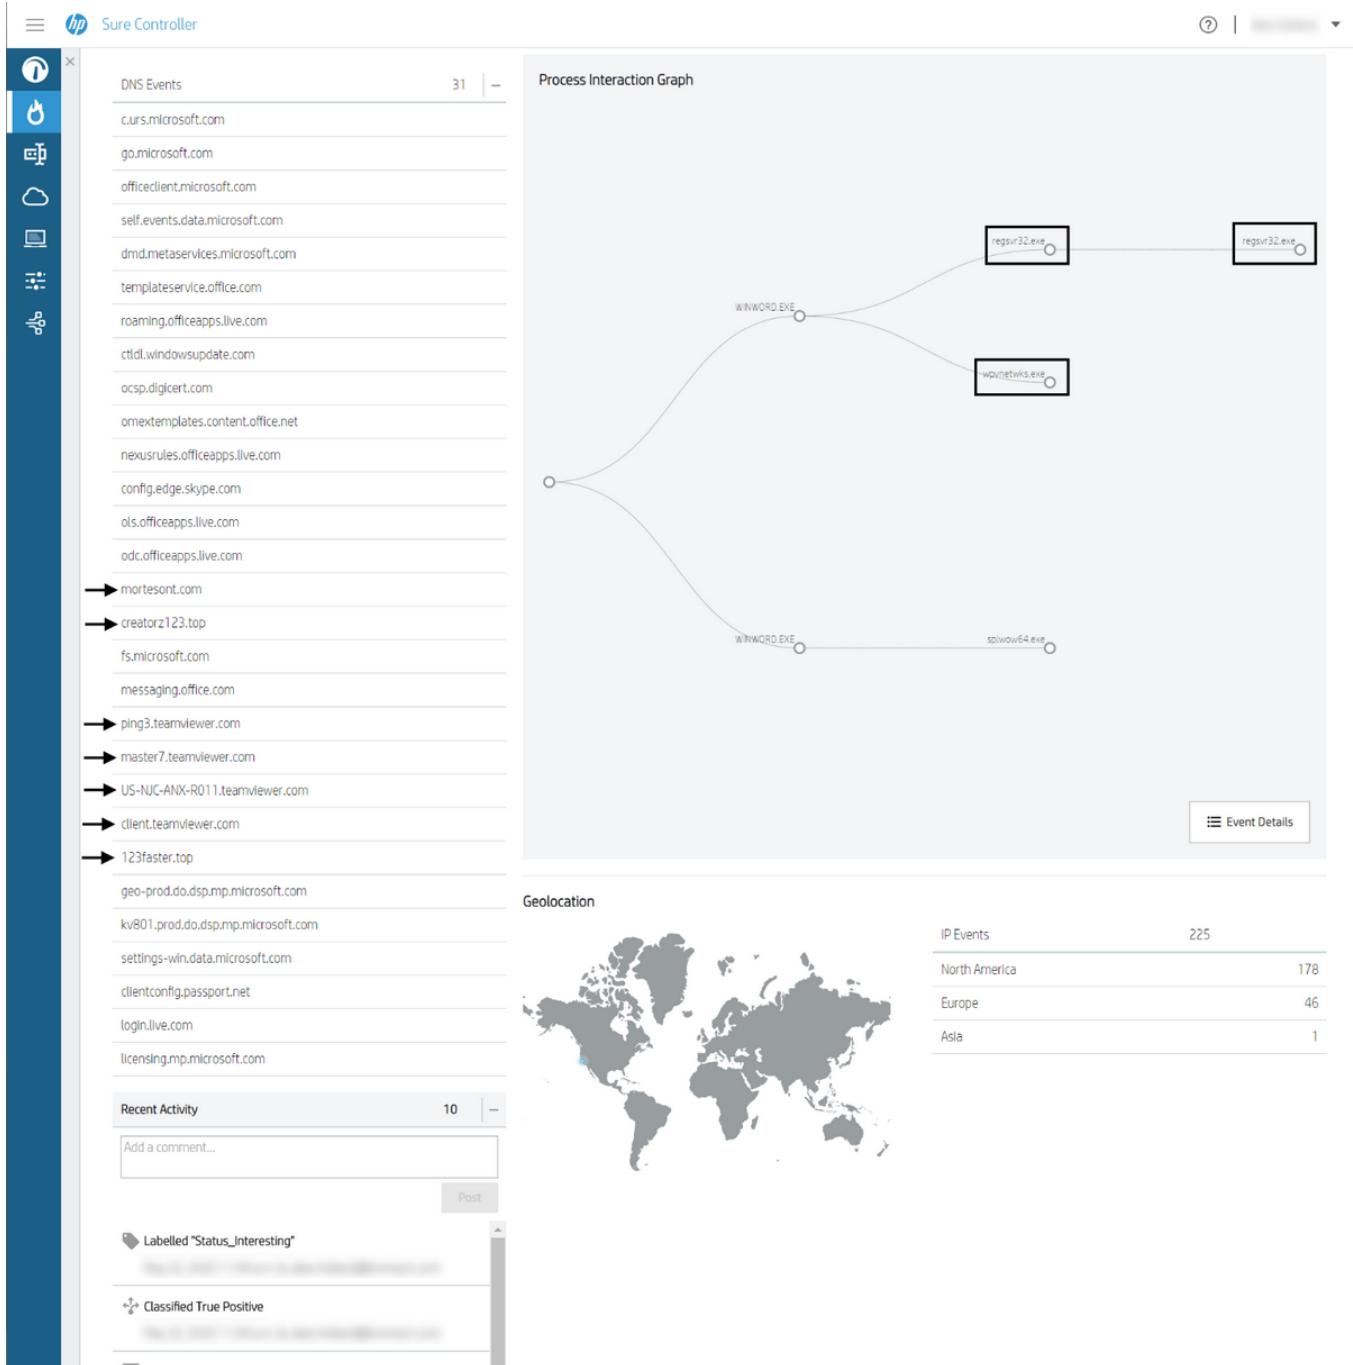 hp Sure Controller
?
DNS Events 31
c.urs.microsoft.com
go.microsoft.com
officeclient.microsoft.com
self.events.data.microsoft.com
dmd.metaservices.microsoft.com
templateservice.office.com
roaming.officeapps.live.com
ctldl.windowsupdate.com
ocsp.digicert.com
omextemplates.content.office.net
nexusrules.officeapps.live.com
config.edge.skype.com
ols.officeapps.live.com
odc.officeapps.live.com
mortesont.com
creatorz123.top
fs.microsoft.com
messaging.office.com
ping3.teamviewer.com
master7.teamviewer.com
US-NJC-ANX-R011.teamviewer.com
client.teamviewer.com
123faster.top
geo-prod.do.dsp.mp.microsoft.com
kv801.prod.do.dsp.mp.microsoft.com
settings-win.data.microsoft.com
clientconfig.passport.net
login.live.com
licensing.mp.microsoft.com
Recent Activity 10
Add a comment...
Post
Labelled "Status_Interesting"
Classified True Positive
Process Interaction Graph
regsvr32.exe
regsvr32.exe
WINWORD.EXE
wpvnetwks.exe
WINWORD.EXE
splwow64.exe
Event Details
Geolocation
IP Events 225
North America 178
Europe 46
Asia 1